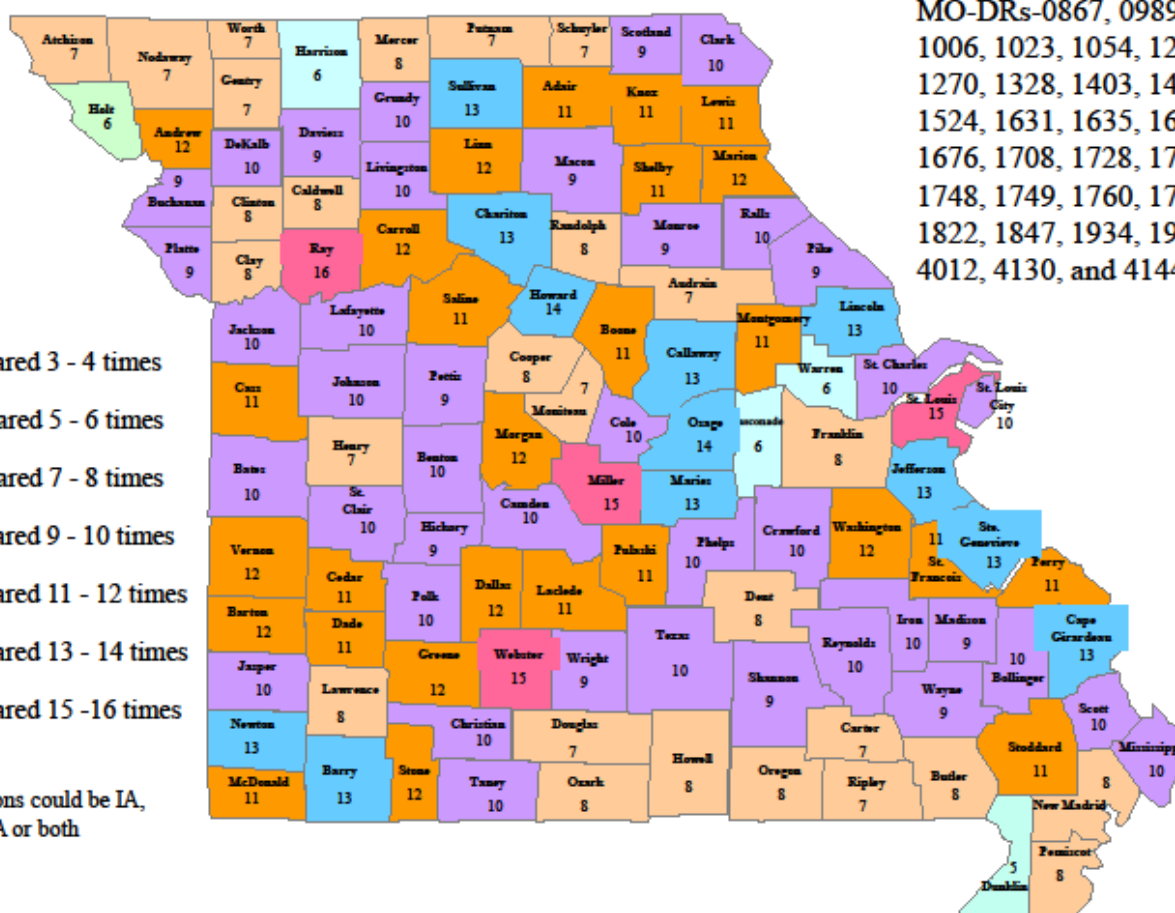 MO-DRs-0867, 0989
1006, 1023, 1054, 12
1270, 1328, 1403, 14
1524, 1631, 1635, 16
1676, 1708, 1728, 17
1748, 1749, 1760, 17
1822, 1847, 1934, 19
4012, 4130, and 4144
Atchison
7
Nodaway
7
Worth
7
Harrison
6
Mercer
8
Putnam
7
Schuyler
7
Scotland
9
Clark
10
Holt
6
Gentry
7
Grundy
10
Sullivan
13
Adair
11
Knox
11
Lewis
11
Andrew
12
DeKalb
10
Daviess
9
Livingston
10
Linn
12
Macon
9
Shelby
11
Marion
12
9
Buchanan
Clinton
8
Caldwell
8
Carroll
12
Chariton
13
Randolph
8
Monroe
9
Ralls
10
Pike
9
Platte
9
Clay
8
Ray
16
Audrain
7
Saline
11
Howard
14
Boone
11
Montgomery
11
Lincoln
13
Jackson
10
Lafayette
10
Cooper
8
Callaway
13
Warren
6
St. Charles
10
St. Louis
15
St. Louis
City
10
ared 3 - 4 times
Cass
11
Johnson
10
Pettis
9
7
Moniteau
Cole
10
Osage
14
asconade
6
Franklin
8
ared 5 - 6 times
Henry
7
Morgan
12
Bates
10
Benton
10
Miller
15
Maries
13
Jefferson
13
ared 7 - 8 times
St.
Clair
10
Camden
10
Hickory
9
Phelps
10
Crawford
10
Washington
12
11
St.
Francois
Ste.
Genevieve
13
Perry
11
ared 9 - 10 times
Vernon
12
Cedar
11
Polk
10
Dallas
12
Laclede
11
Pulaski
11
Dent
8
ared 11 - 12 times
Barton
12
Dade
11
Greene
12
Webster
15
Wright
9
Texas
10
Reynolds
10
Iron
10
Madison
9
10
Bollinger
Cape
Girardeau
13
ared 13 - 14 times
Jasper
10
Lawrence
8
Shannon
9
Wayne
9
Scott
10
ared 15 -16 times
Newton
13
Christian
10
Douglas
7
Howell
8
Carter
7
Stoddard
11
Mississipp
10
McDonald
11
Barry
13
Stone
12
Taney
10
Ozark
8
Oregon
8
Ripley
7
Butler
8
8
New Madrid
ons could be IA,
A or both
5
Dunklin
Pemiscot
8